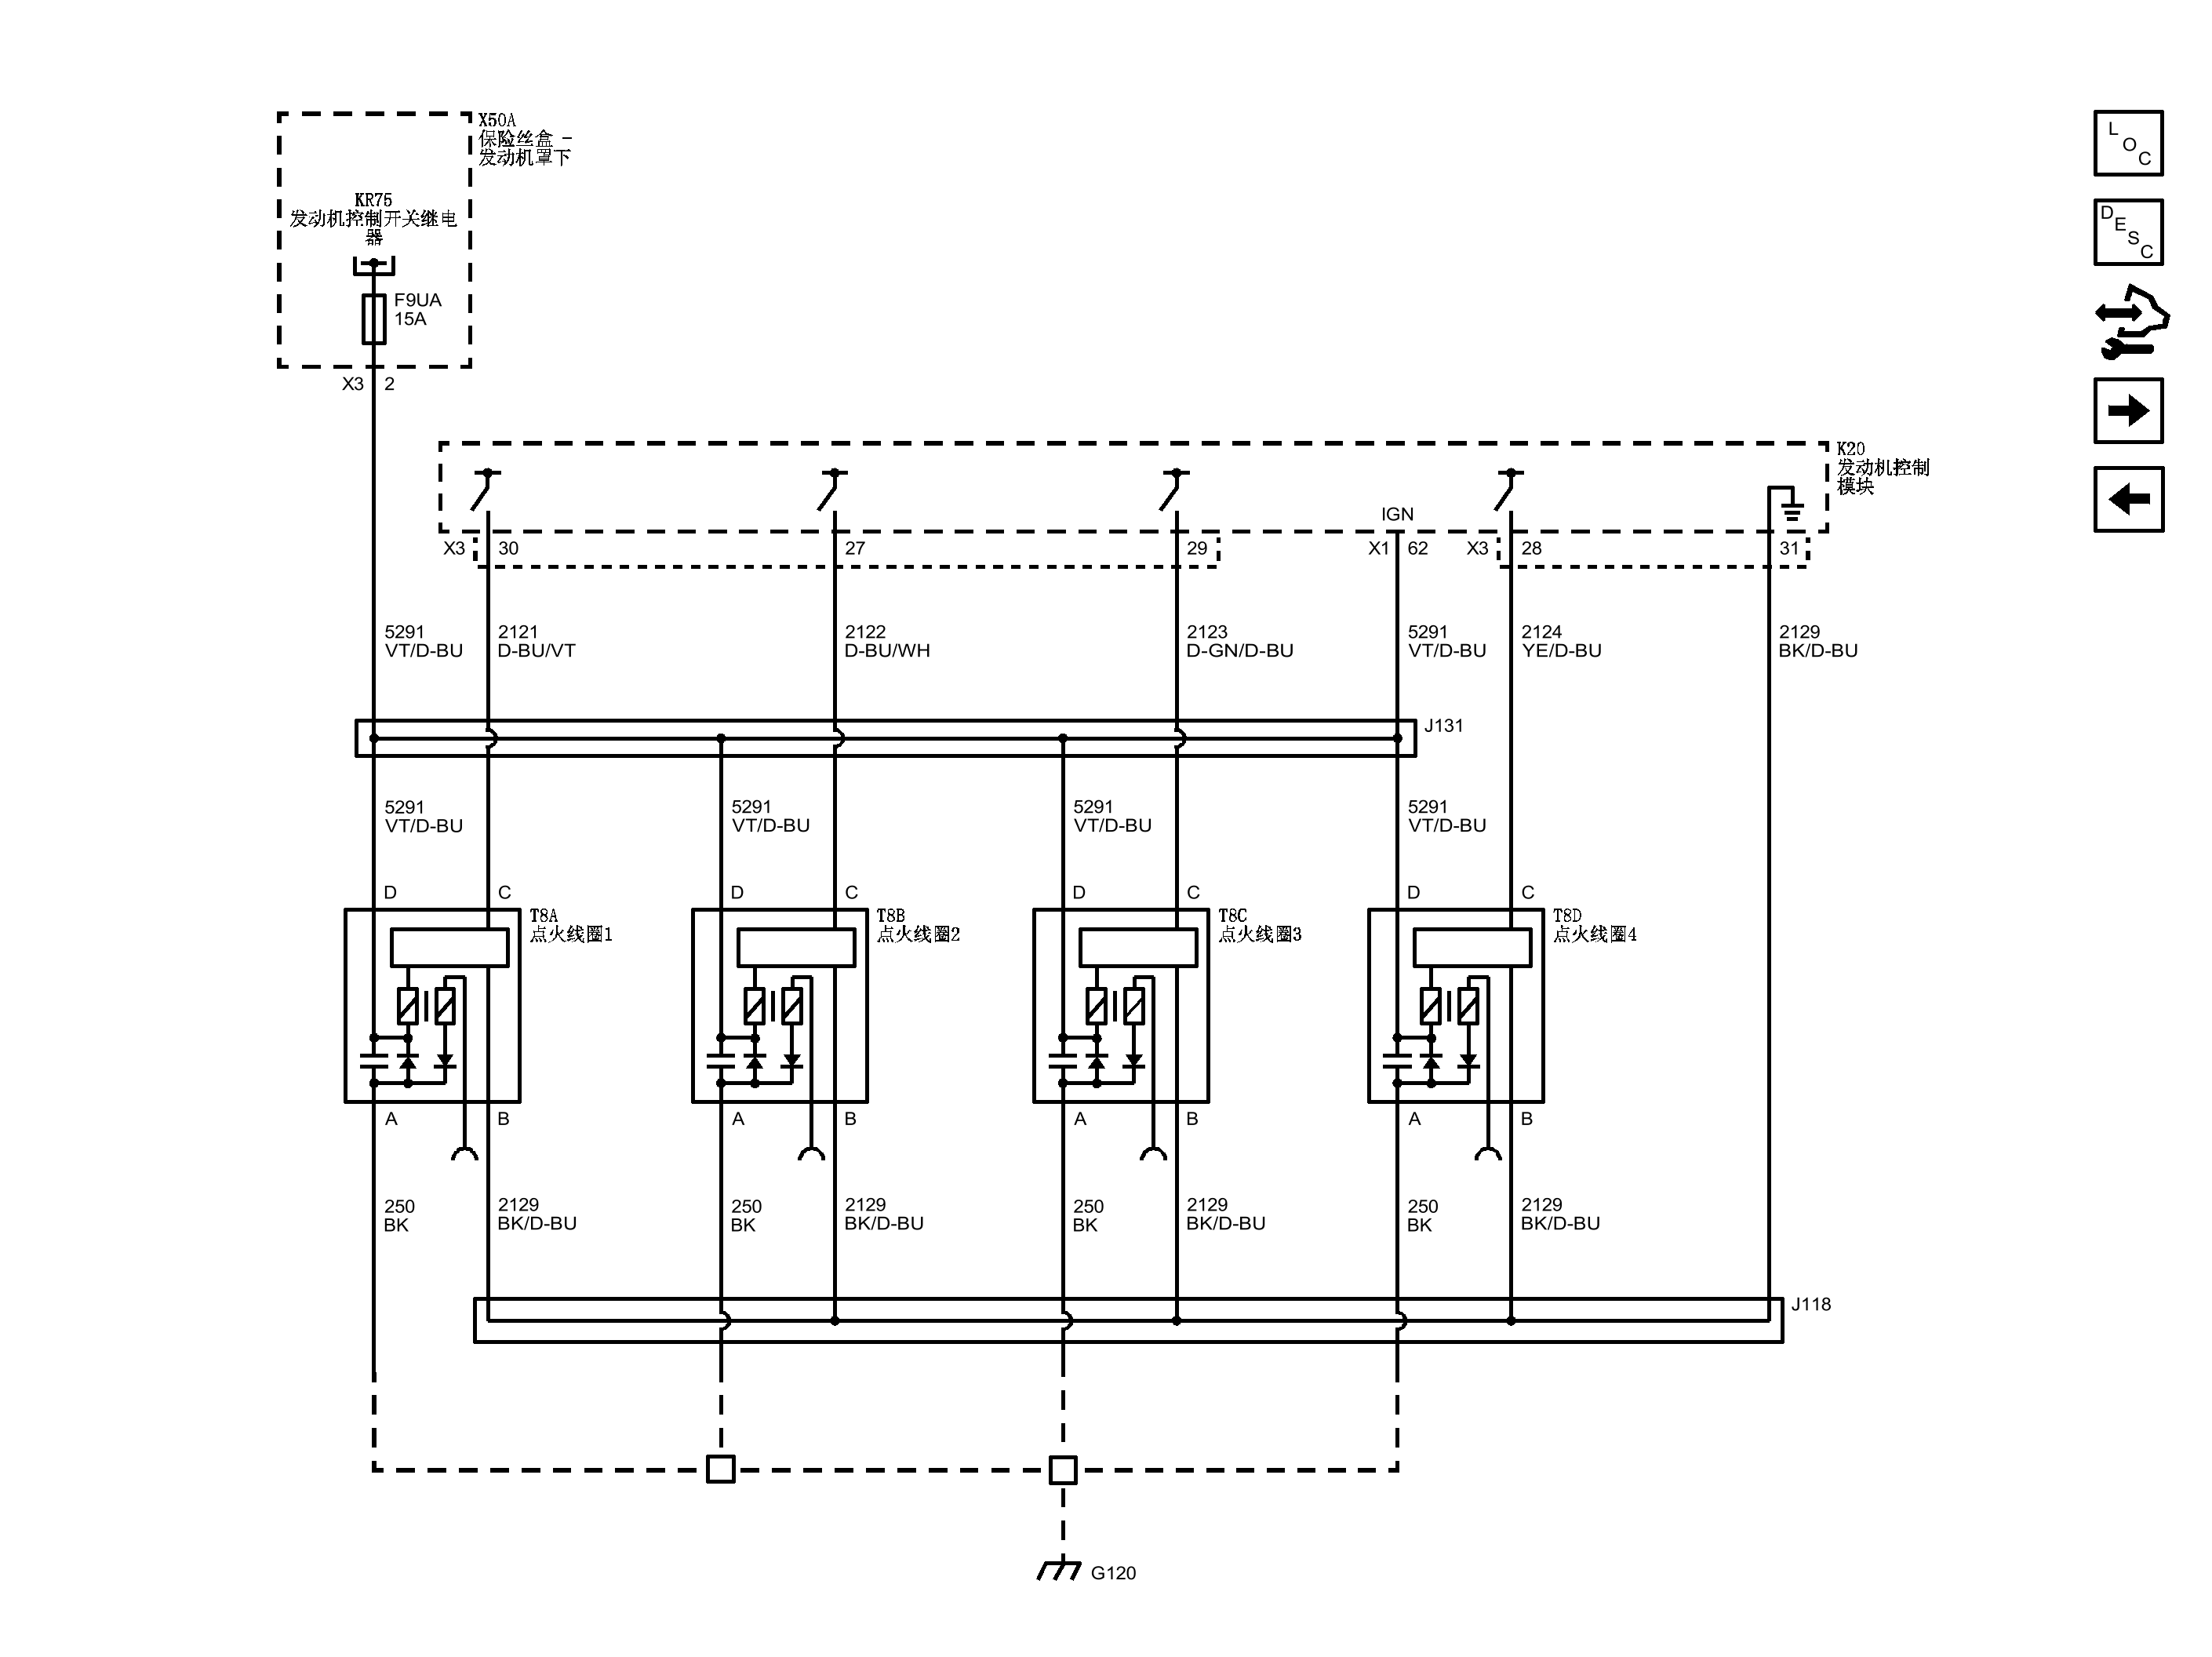 X50A
保险丝盒 -
发动机罩下
KR75
发动机控制开关继电
器
F9UA
15A
X3 2
LOC
DESC
K20
发动机控制
模块
IGN
X3 30 27 29 X1 62 X3 28 31
5291 2121 2122 2123 5291 2124 2129
VT/D-BU D-BU/VT D-BU/WH D-GN/D-BU VT/D-BU YE/D-BU BK/D-BU
J131
5291 5291 5291 5291
VT/D-BU VT/D-BU VT/D-BU VT/D-BU
D C D C D C D C
T8A T8B T8C T8D
点火线圈1 点火线圈2 点火线圈3 点火线圈4
A B A B A B A B
250 2129 250 2129 250 2129 250 2129
BK BK/D-BU BK BK/D-BU BK BK/D-BU BK BK/D-BU
J118
G120